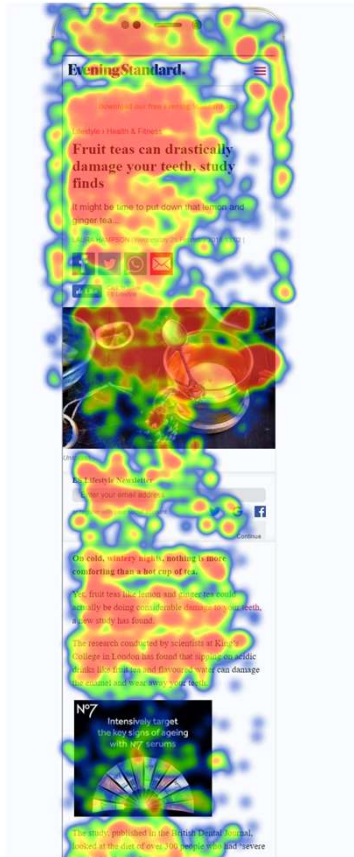 Evening Standard.
Lifestyle › Health & Fitness
Fruit teas can drastically
damage your teeth, study
finds
It might be time to put down that lemon and
ginger tea...
ES Lifestyle Newsletter
Enter your email address
Continue
On cold, wintery nights, nothing is more
comforting than a hot cup of tea.
Yet, fruit teas like lemon and ginger tea could
actually be doing considerable damage to your teeth,
a new study has found.
The research conducted by scientists at King's
College in London has found that sipping on acidic
drinks like fruit tea and flavoured water can damage
the enamel and wear away your teeth.
Nº7
Intensively target
the key signs of ageing
with Nº7 serums
The study, published in the British Dental Journal,
looked at the diet of over 300 people who had "severe